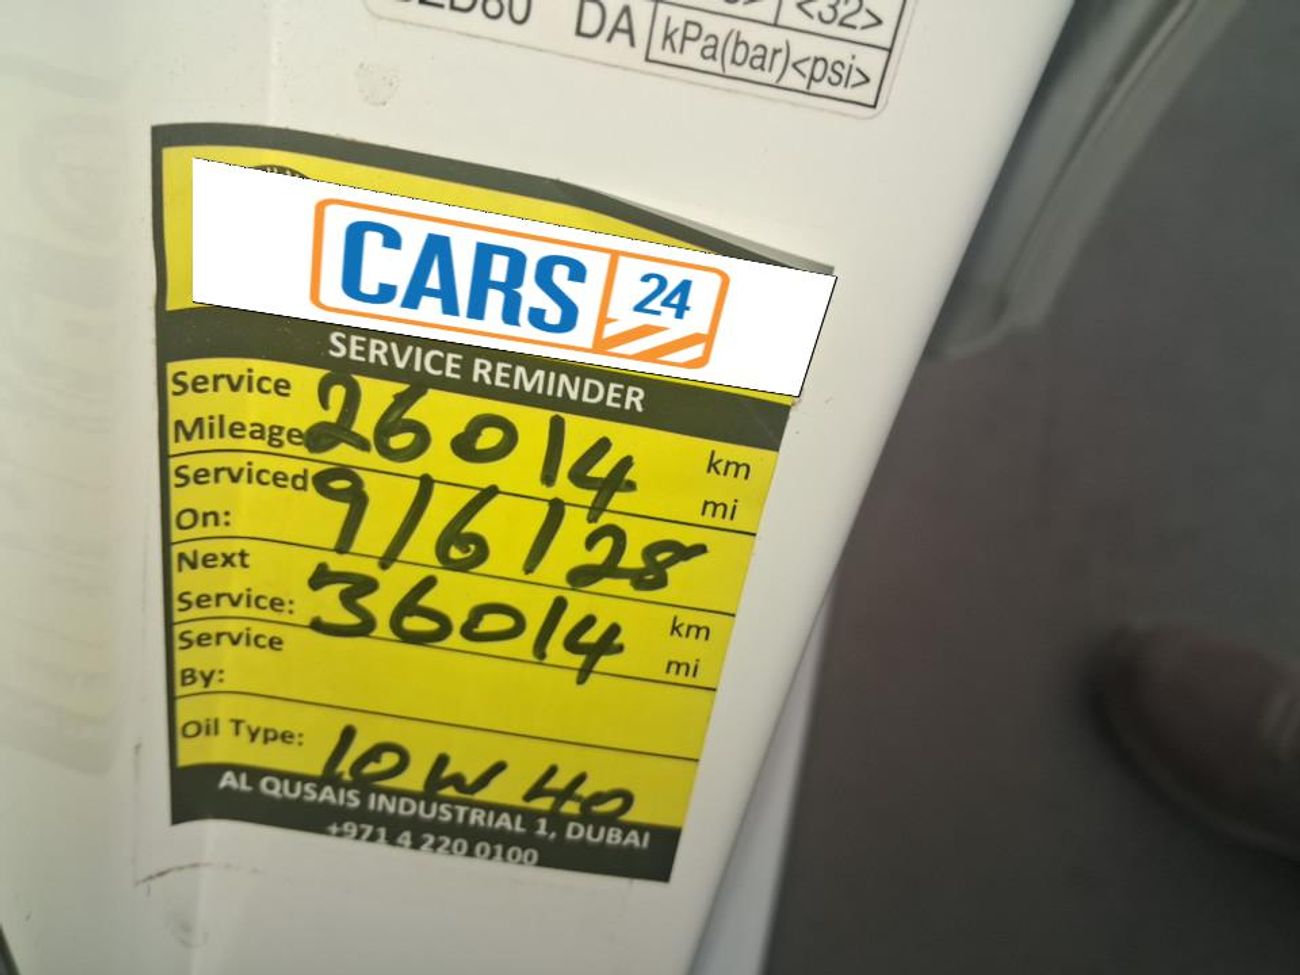 DA
<32>
kPa(bar)<psi>
CARS 24
SERVICE REMINDER
Service Mileage 26014 km mi
Serviced On: 9/6/28
Next Service: 36014 km mi
Service By:
Oil Type: 10W40
AL QUSAIS INDUSTRIAL 1, DUBAI
+971 4 220 0100